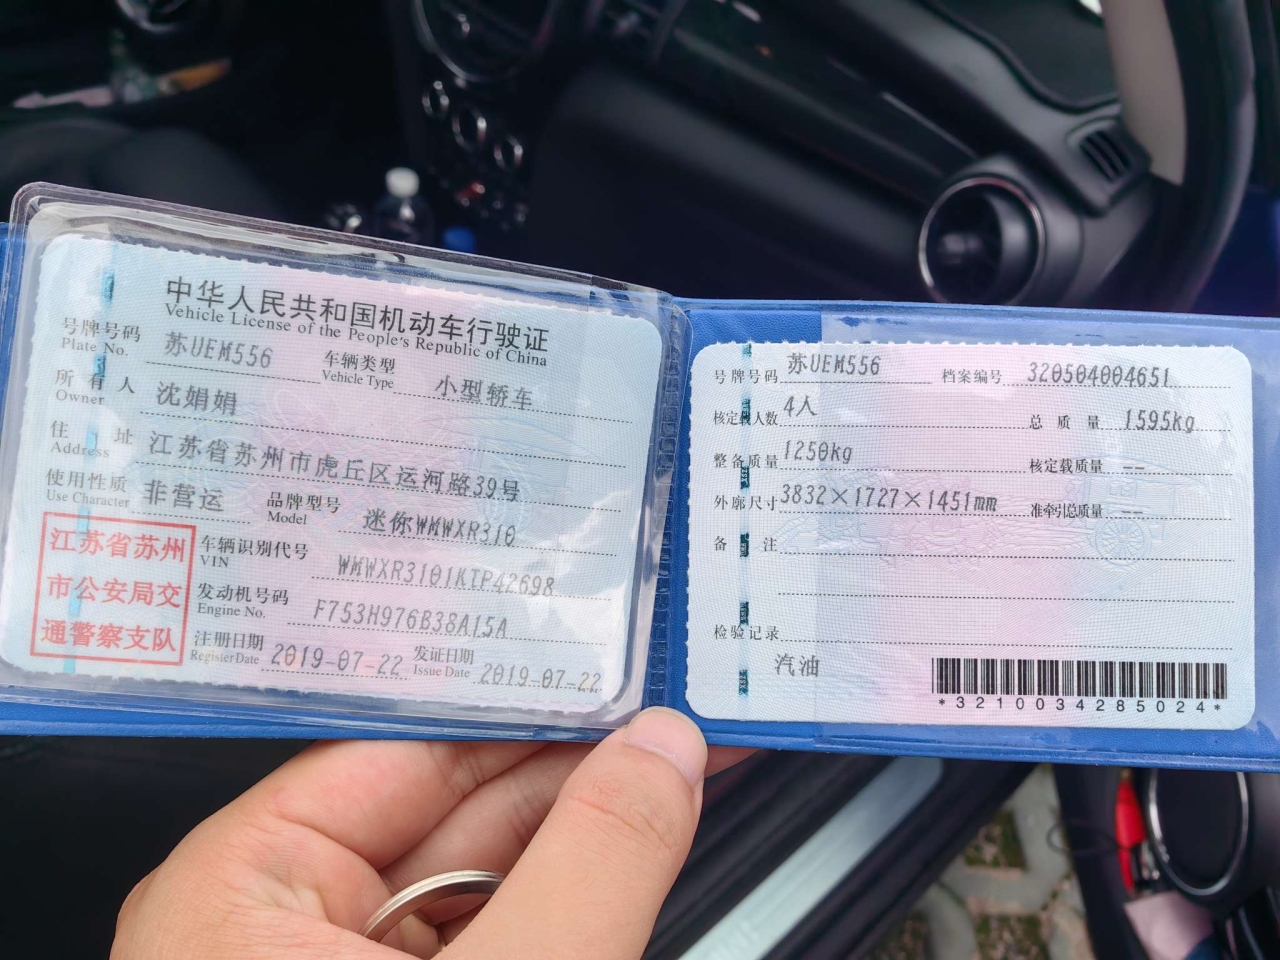 中华人民共和国机动车行驶证
Vehicle License of the People's Republic of China
号牌号码 苏UEM556 车辆类型 小型轿车
Plate No. Vehicle Type
所有人 沈娟娟
Owner
住址 江苏省苏州市虎丘区运河路39号
Address
使用性质 非营运 品牌型号 迷你WMWXR310
Use Character Model
江苏省苏州
市公安局交
通警察支队
车辆识别代号 WMWXR3101KTP42698
VIN
发动机号码 F753H976B38A15A
Engine No.
注册日期 2019-07-22 发证日期 2019-07-22
Register Date Issue Date
号牌号码 苏UEM556 档案编号 320504004651
核定载人数 4人 总质量 1595kg
整备质量 1250kg 核定载质量 --
外廓尺寸 3832×1727×1451mm 准牵引总质量 --
备注
检验记录
汽油
*3210034285024*